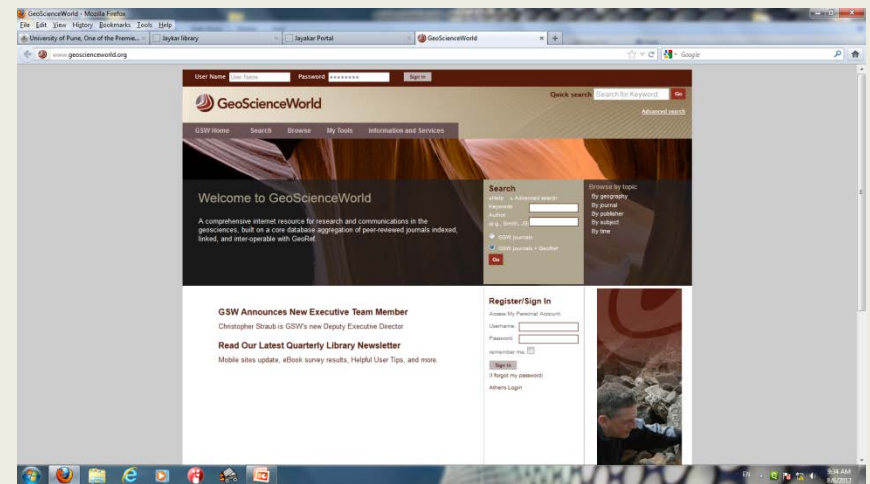 GeoScienceWorld - Mozilla Firefox
File Edit View History Bookmarks Tools Help
University of Pune, One of the Premie...
Jaykar library
Jayakar Portal
GeoScienceWorld
www.geoscienceworld.org
Google
User Name User Name Password Sign In
GeoScienceWorld
Quick search Search for Keyword Go
Advanced search
GSW Home Search Browse My Tools Information and Services
Welcome to GeoScienceWorld
A comprehensive internet resource for research and communications in the
geosciences, built on a core database aggregation of peer-reviewed journals indexed,
linked, and inter-operable with GeoRef.
Search
Help Advanced search
Keywords
Author
(e.g., Smith, JS)
GSW journals
GSW journals + GeoRef
Go
Browse by topic
By geography
By journal
By publisher
By subject
By time
GSW Announces New Executive Team Member
Christopher Straub is GSW's new Deputy Executive Director
Read Our Latest Quarterly Library Newsletter
Mobile sites update, eBook survey results, Helpful User Tips, and more.
Register/Sign In
Access My Personal Account.
Username:
Password:
remember me.
Sign In
(I forgot my password)
Athens Login
EN
9:34 AM
8/6/2012